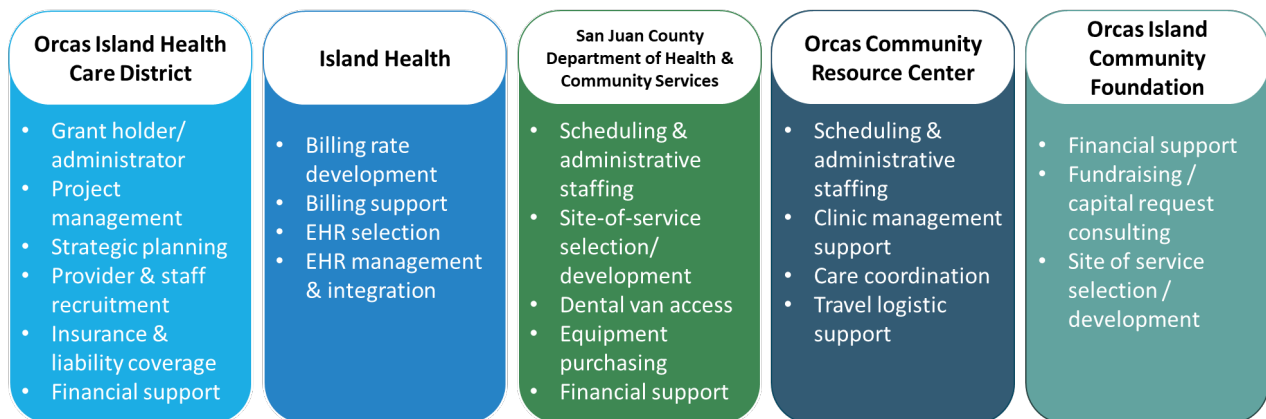 Orcas Island Health
Care District
• Grant holder/
administrator
• Project
management
• Strategic planning
• Provider & staff
recruitment
• Insurance &
liability coverage
• Financial support
Island Health
• Billing rate
development
• Billing support
• EHR selection
• EHR management
& integration
San Juan County
Department of Health &
Community Services
• Scheduling &
administrative
staffing
• Site-of-service
selection/
development
• Dental van access
• Equipment
purchasing
• Financial support
Orcas Community
Resource Center
• Scheduling &
administrative
staffing
• Clinic management
support
• Care coordination
• Travel logistic
support
Orcas Island
Community
Foundation
• Financial support
• Fundraising /
capital request
consulting
• Site of service
selection /
development